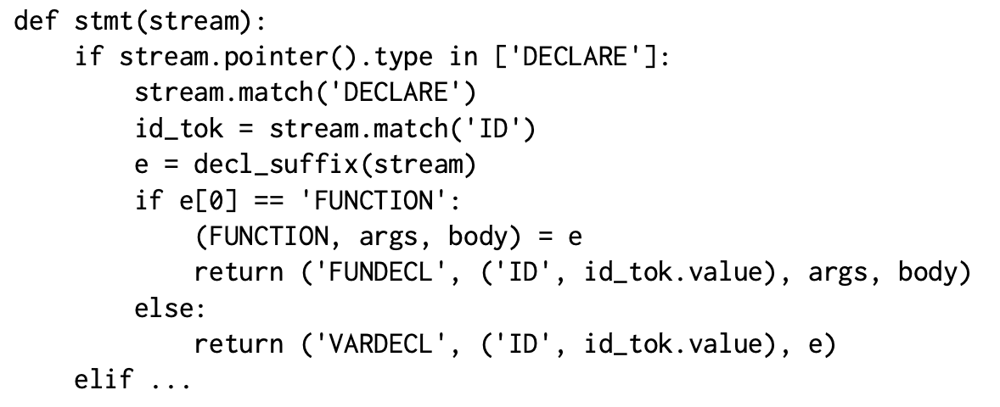 def stmt(stream):
    if stream.pointer().type in ['DECLARE']:
        stream.match('DECLARE')
        id_tok = stream.match('ID')
        e = decl_suffix(stream)
        if e[0] == 'FUNCTION':
            (FUNCTION, args, body) = e
            return ('FUNDECL', ('ID', id_tok.value), args, body)
        else:
            return ('VARDECL', ('ID', id_tok.value), e)
    elif ...